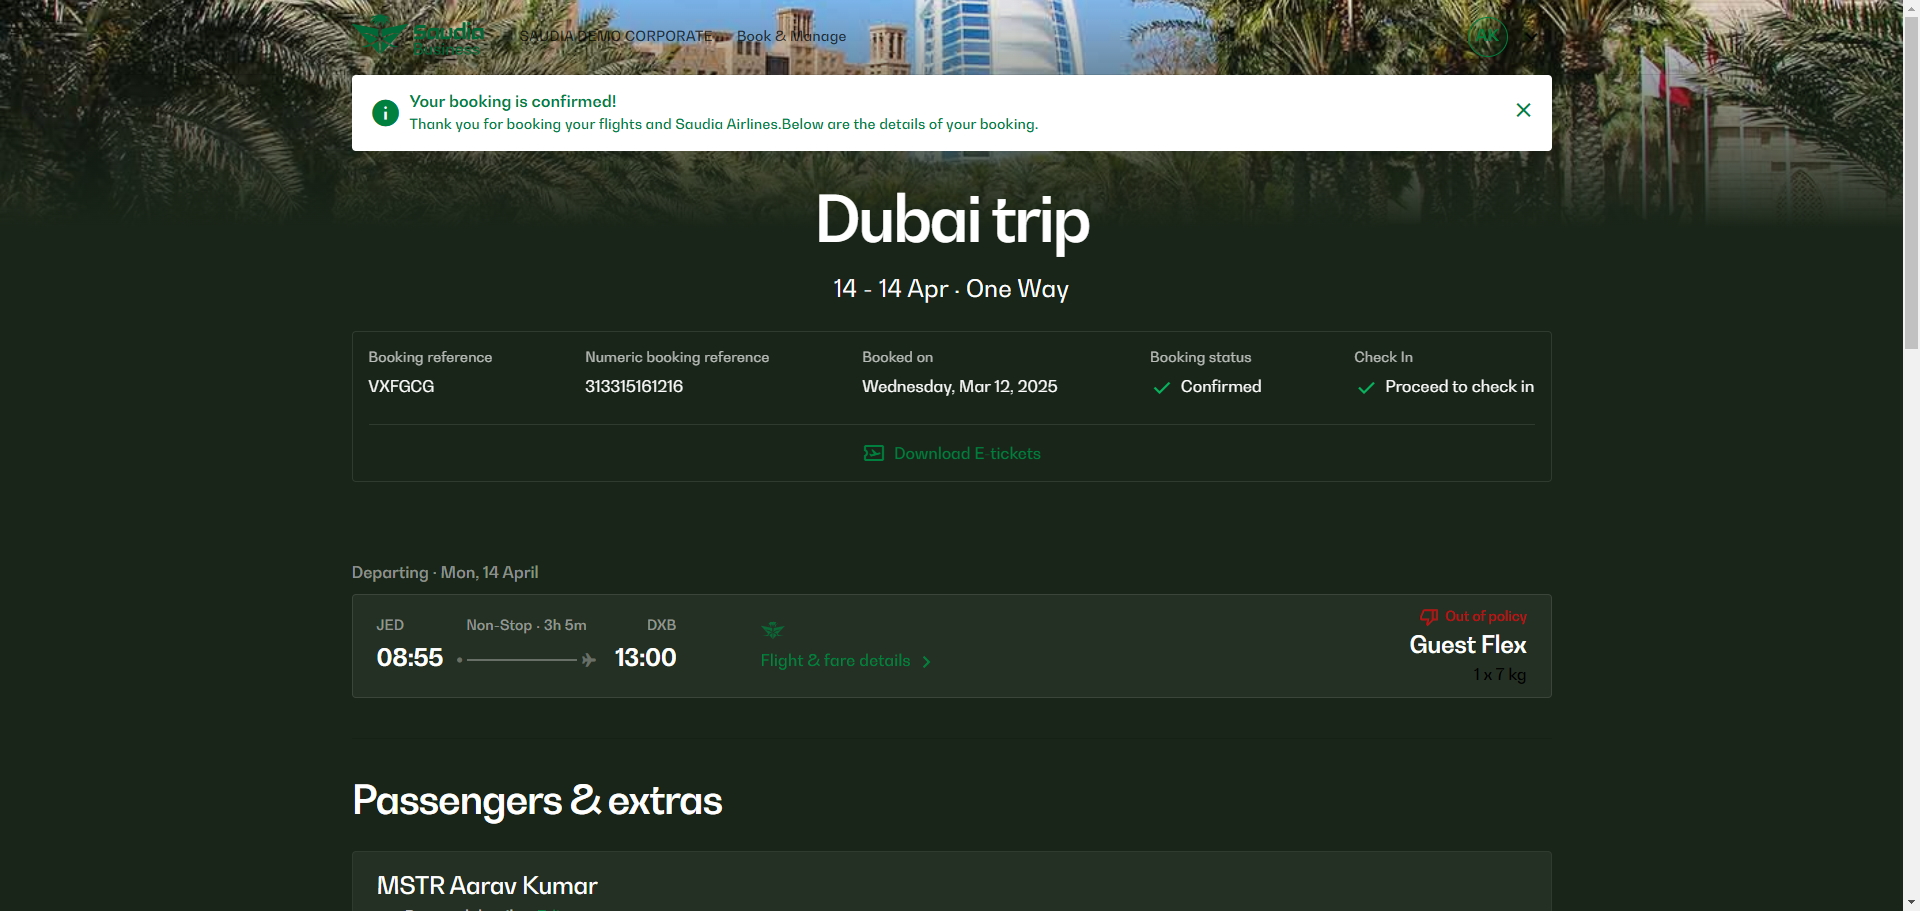 Saudia
Business
SAUDIA DEMO CORPORATE
Book & Manage
AK
Your booking is confirmed!
Thank you for booking your flights and Saudia Airlines.Below are the details of your booking.
Dubai trip
14 - 14 Apr · One Way
Booking reference
VXFGCG
Numeric booking reference
313315161216
Booked on
Wednesday, Mar 12, 2025
Booking status
Confirmed
Check In
Proceed to check in
Download E-tickets
Departing · Mon, 14 April
JED
Non-Stop · 3h 5m
DXB
08:55
13:00
Flight & fare details
Out of policy
Guest Flex
1 x 7 kg
Passengers & extras
MSTR Aarav Kumar